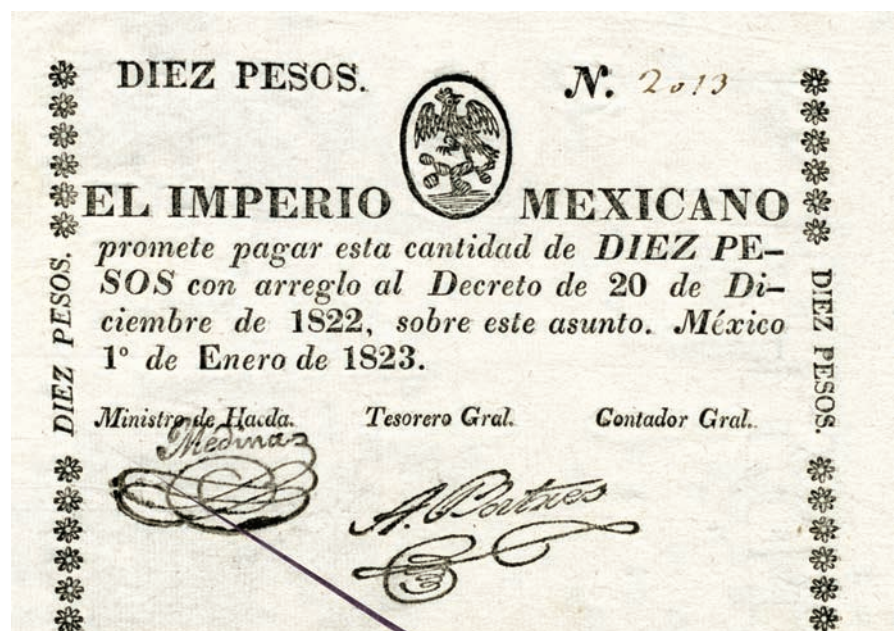 DIEZ PESOS.
N. 2013
EL IMPERIO MEXICANO
promete pagar esta cantidad de DIEZ PE–
SOS con arreglo al Decreto de 20 de Di–
ciembre de 1822, sobre este asunto. México
1º de Enero de 1823.
Ministro de Hacda. Tesorero Gral. Contador Gral.
Medina
A. Batres
DIEZ PESOS.
DIEZ PESOS.